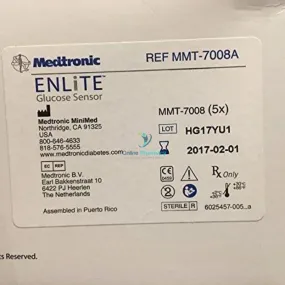 Medtronic
REF MMT-7008A
ENLITE
Glucose Sensor
Medtronic MiniMed
Northridge, CA 91325
USA
800-646-4633
818-576-5555
www.medtronicdiabetes.com
MMT-7008 (5x)
LOT HG17YU1
2017-02-01
EC REP
Medtronic B.V.
Earl Bakkenstraat 10
6422 PJ Heerlen
The Netherlands
Rx Only
STERILE R
Assembled in Puerto Rico
6025457-005_a
ts Reserved.